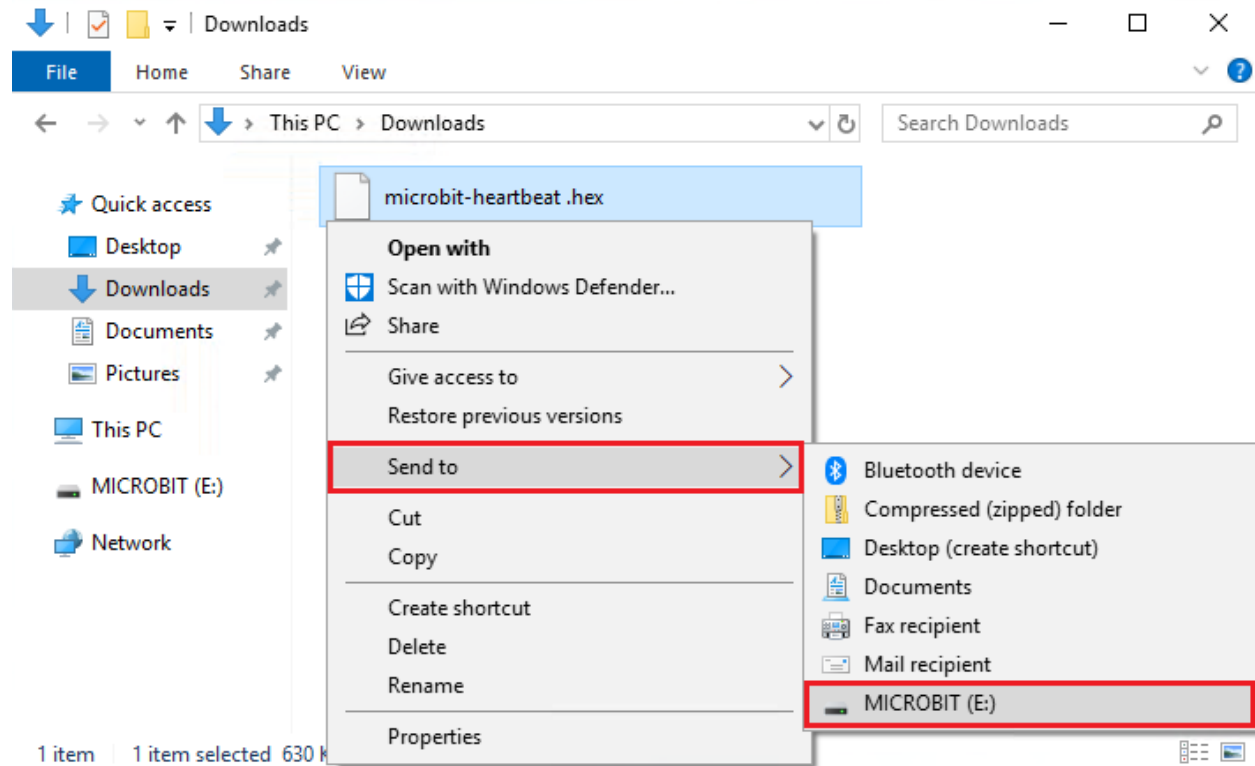 Downloads
File Home Share View
This PC > Downloads
Search Downloads
Quick access
Desktop
Downloads
Documents
Pictures
This PC
MICROBIT (E:)
Network
microbit-heartbeat .hex
Open with
Scan with Windows Defender...
Share
Give access to
Restore previous versions
Send to
Cut
Copy
Create shortcut
Delete
Rename
Properties
Bluetooth device
Compressed (zipped) folder
Desktop (create shortcut)
Documents
Fax recipient
Mail recipient
MICROBIT (E:)
1 item 1 item selected 630 K